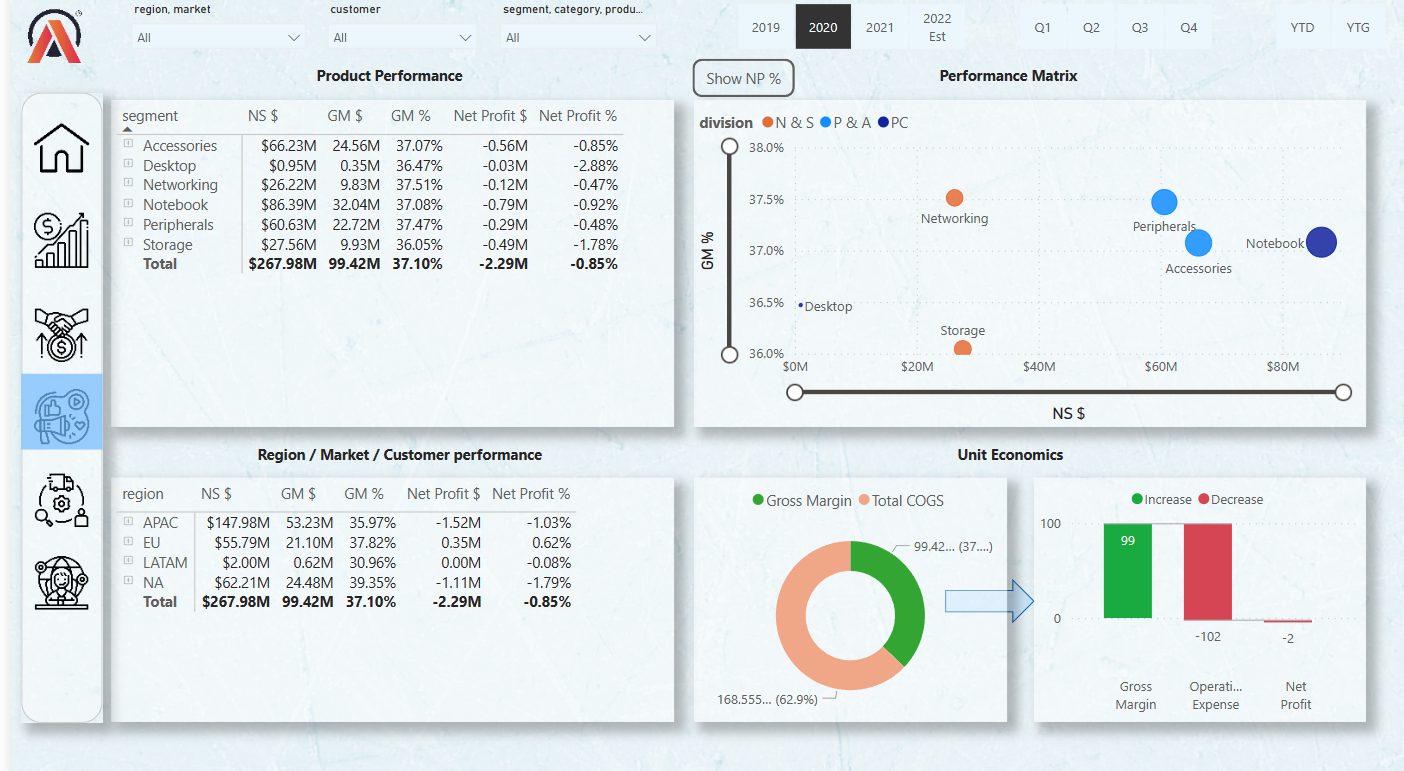 region, market customer segment, category, produ...
All All All
2019 2020 2021 2022 Est Q1 Q2 Q3 Q4 YTD YTG
Product Performance
segment NS $ GM $ GM % Net Profit $ Net Profit %
Accessories $66.23M 24.56M 37.07% -0.56M -0.85%
Desktop $0.95M 0.35M 36.47% -0.03M -2.88%
Networking $26.22M 9.83M 37.51% -0.12M -0.47%
Notebook $86.39M 32.04M 37.08% -0.79M -0.92%
Peripherals $60.63M 22.72M 37.47% -0.29M -0.48%
Storage $27.56M 9.93M 36.05% -0.49M -1.78%
Total $267.98M 99.42M 37.10% -2.29M -0.85%
Show NP %
Performance Matrix
division N & S P & A PC
GM %
38.0%
37.5%
37.0%
36.5%
36.0%
Networking
Peripherals
Accessories
Notebook
Desktop
Storage
$0M $20M $40M $60M $80M
NS $
Region / Market / Customer performance
region NS $ GM $ GM % Net Profit $ Net Profit %
APAC $147.98M 53.23M 35.97% -1.52M -1.03%
EU $55.79M 21.10M 37.82% 0.35M 0.62%
LATAM $2.00M 0.62M 30.96% 0.00M -0.08%
NA $62.21M 24.48M 39.35% -1.11M -1.79%
Total $267.98M 99.42M 37.10% -2.29M -0.85%
Unit Economics
Gross Margin Total COGS
99.42... (37....)
168.555... (62.9%)
Increase Decrease
100
0
99
-102
-2
Gross Margin
Operati... Expense
Net Profit